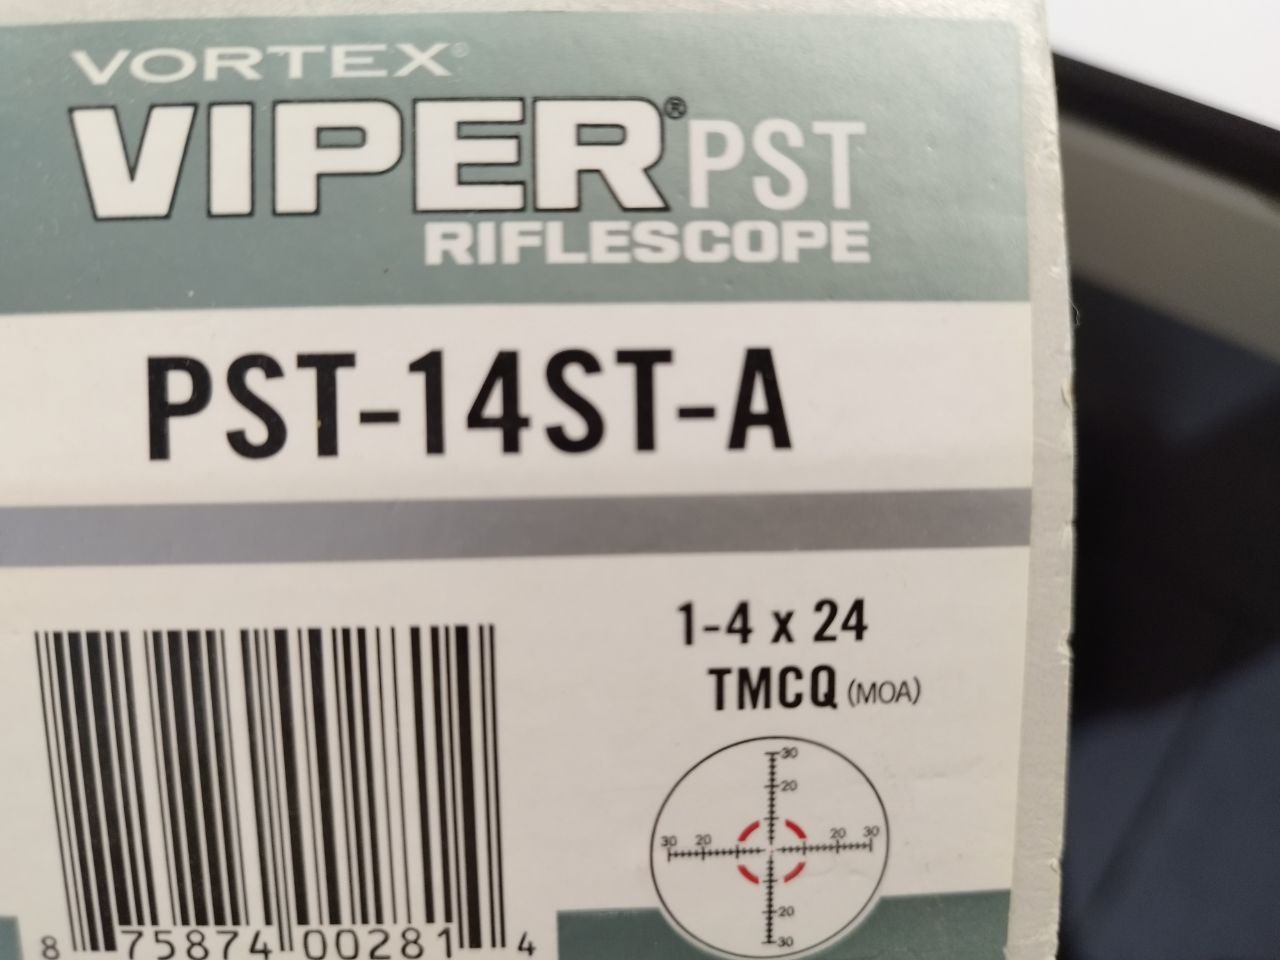 VORTEX®
VIPER® PST
RIFLESCOPE
PST-14ST-A
1-4 x 24
TMCQ (MOA)
30
20
30 20 20 30
20
30
8 75874 00281 4